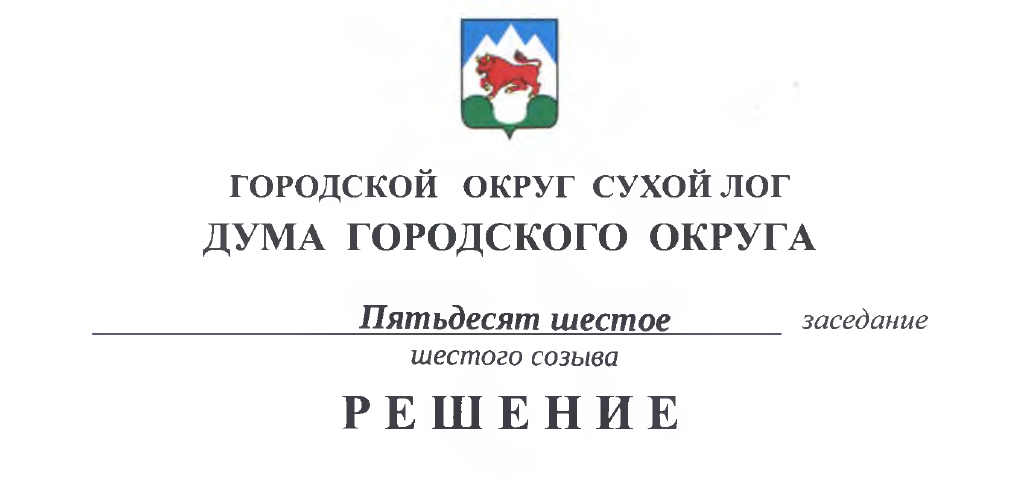 ГОРОДСКОЙ ОКРУГ СУХОЙ ЛОГ
ДУМА ГОРОДСКОГО ОКРУГА
Пятьдесят шестое заседание
шестого созыва
РЕШЕНИЕ